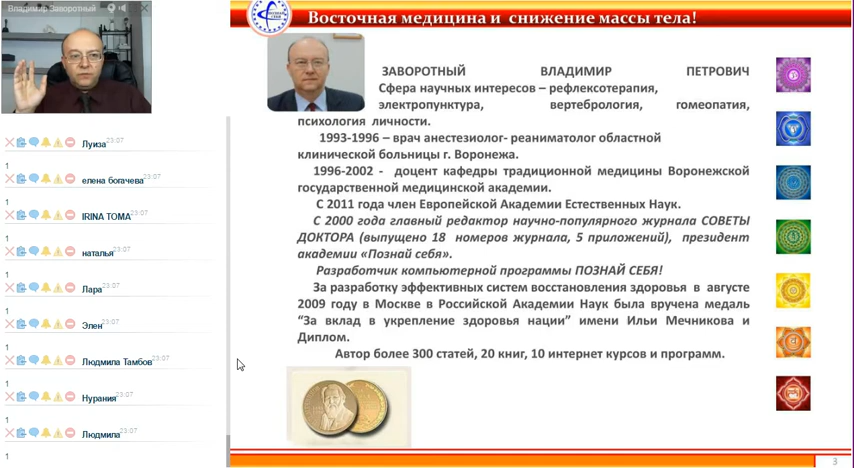 Владимир Заворотный
Восточная медицина и снижение массы тела!
ЗАВОРОТНЫЙ ВЛАДИМИР ПЕТРОВИЧ
Сфера научных интересов – рефлексотерапия,
электропунктура, вертебрология, гомеопатия,
психология личности.
1993-1996 – врач анестезиолог- реаниматолог областной
клинической больницы г. Воронежа.
1996-2002 - доцент кафедры традиционной медицины Воронежской
государственной медицинской академии.
С 2011 года член Европейской Академии Естественных Наук.
С 2000 года главный редактор научно-популярного журнала СОВЕТЫ
ДОКТОРА (выпущено 18 номеров журнала, 5 приложений), президент
академии «Познай себя».
Разработчик компьютерной программы ПОЗНАЙ СЕБЯ!
За разработку эффективных систем восстановления здоровья в августе
2009 году в Москве в Российской Академии Наук была вручена медаль
“За вклад в укрепление здоровья нации” имени Ильи Мечникова и
Диплом.
Автор более 300 статей, 20 книг, 10 интернет курсов и программ.
3
Луиза 23:07
1
елена богачева 23:07
1
IRINA TOMA 23:07
1
наталья 23:07
1
Лара 23:07
1
Элен 23:07
1
Людмила Тамбов 23:07
1
Нурания 23:07
1
Людмила 23:07
1